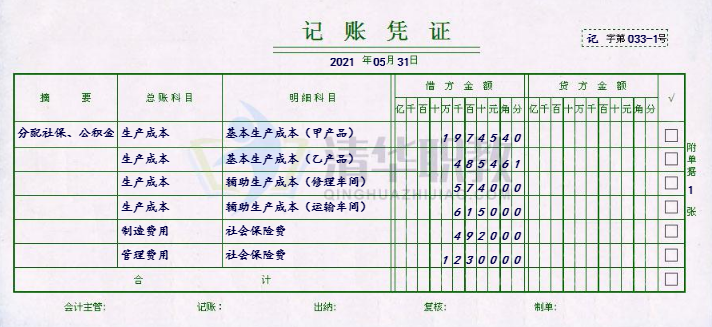 记 账 凭 证
记 字第 033-1号
2021 年 05 月 31 日
摘 要 总账科目 明细科目 借 方 金 额 贷 方 金 额 √
亿 千 百 十 万 千 百 十 元 角 分 亿 千 百 十 万 千 百 十 元 角 分
分配社保、公积金 生产成本 基本生产成本（甲产品） 1974540
生产成本 基本生产成本（乙产品） 485461
生产成本 辅助生产成本（修理车间） 574000
生产成本 辅助生产成本（运输车间） 615000
制造费用 社会保险费 492000
管理费用 社会保险费 1230000
合 计
附单据 1 张
会计主管： 记账： 出纳： 复核： 制单：
清华职教
QINGHUAZHIJIAO.COM